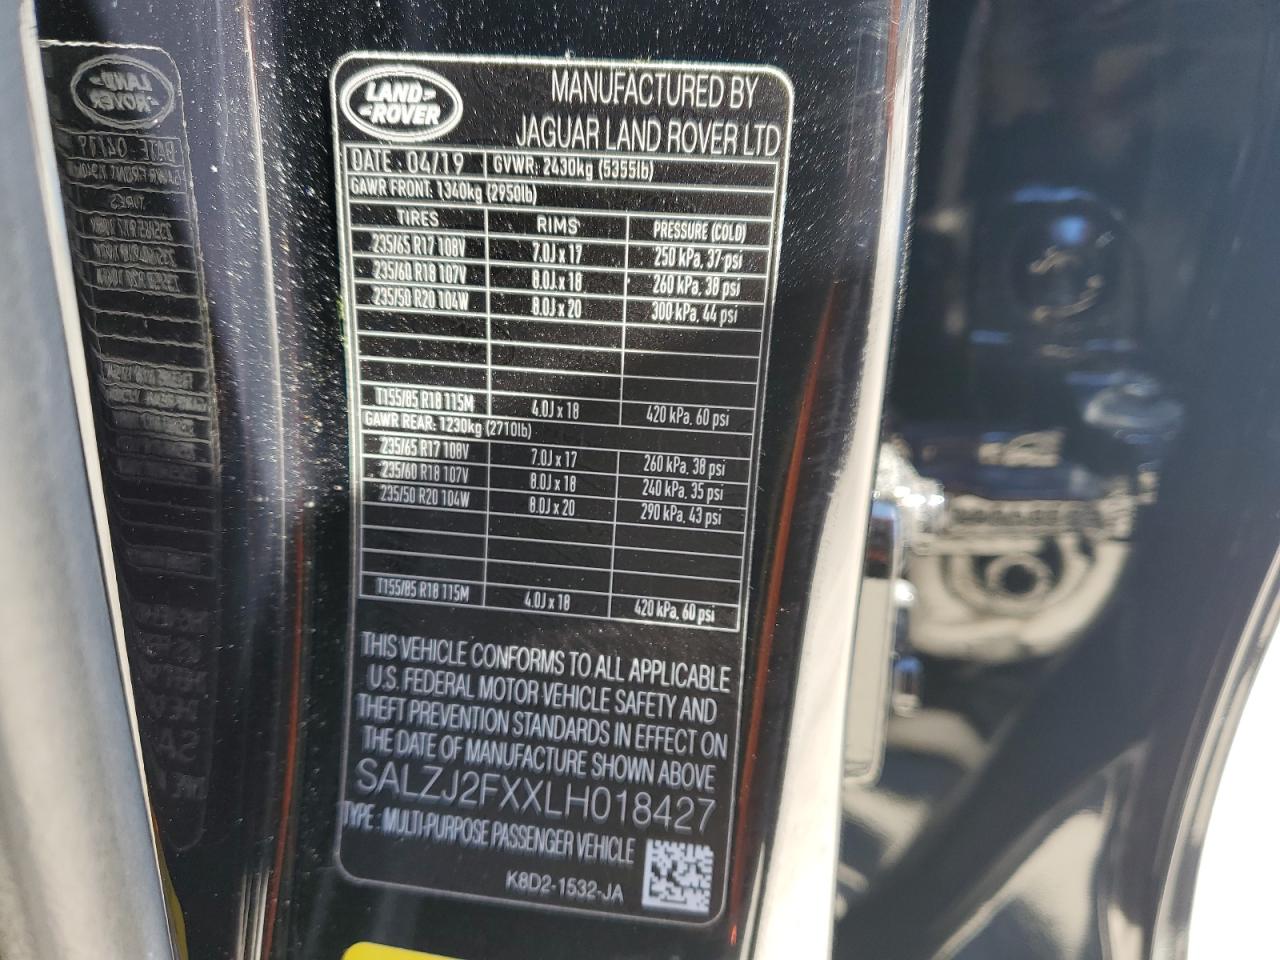 LAND ROVER
MANUFACTURED BY
JAGUAR LAND ROVER LTD
DATE : 04/19 GVWR: 2430kg (5355lb)
GAWR FRONT: 1340kg (2950lb)
TIRES RIMS PRESSURE (COLD)
235/65 R17 108V 7.0J x 17 250 kPa, 37 psi
235/60 R18 107V 8.0J x 18 260 kPa, 38 psi
235/50 R20 104W 8.0J x 20 300 kPa, 44 psi
T155/85 R18 115M 4.0J x 18 420 kPa, 60 psi
GAWR REAR: 1230kg (2710lb)
235/65 R17 108V 7.0J x 17 260 kPa, 38 psi
235/60 R18 107V 8.0J x 18 240 kPa, 35 psi
235/50 R20 104W 8.0J x 20 290 kPa, 43 psi
T155/85 R18 115M 4.0J x 18 420 kPa, 60 psi
THIS VEHICLE CONFORMS TO ALL APPLICABLE
U.S. FEDERAL MOTOR VEHICLE SAFETY AND
THEFT PREVENTION STANDARDS IN EFFECT ON
THE DATE OF MANUFACTURE SHOWN ABOVE
SALZJ2FXXLH018427
TYPE : MULTI-PURPOSE PASSENGER VEHICLE
K8D2-1532-JA